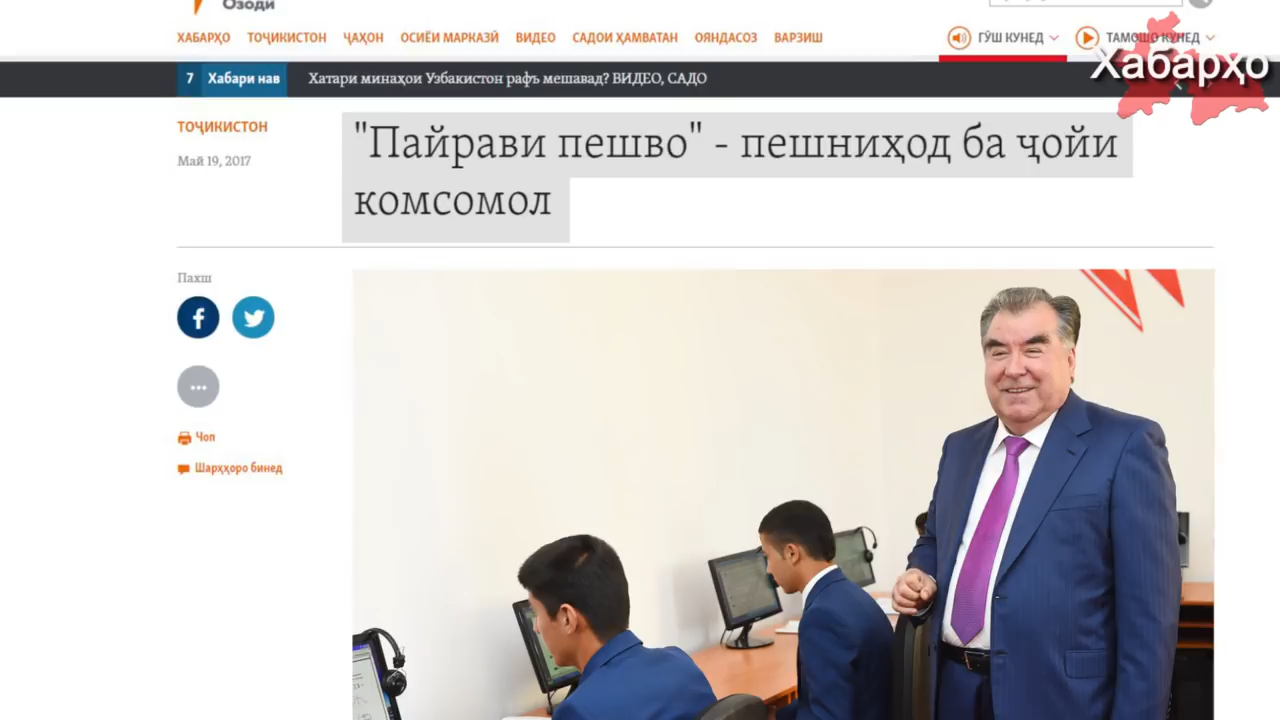 Озоди
ХАБАРҲО ТОҶИКИСТОН ҶАҲОН ОСИЁИ МАРКАЗӢ ВИДЕО САДОИ ҲАМВАТАН ОЯНДАСОЗ ВАРЗИШ ГӮШ КУНЕД ТАМОШО КУНЕД
Хабарҳо
7 Хабари нав Хатари минаҳои Узбакистон рафъ мешавад? ВИДЕО, САДО
ТОҶИКИСТОН
Май 19, 2017
"Пайрави пешво" - пешниҳод ба ҷойи
комсомол
Пахш
Чоп
Шарҳҳоро бинед